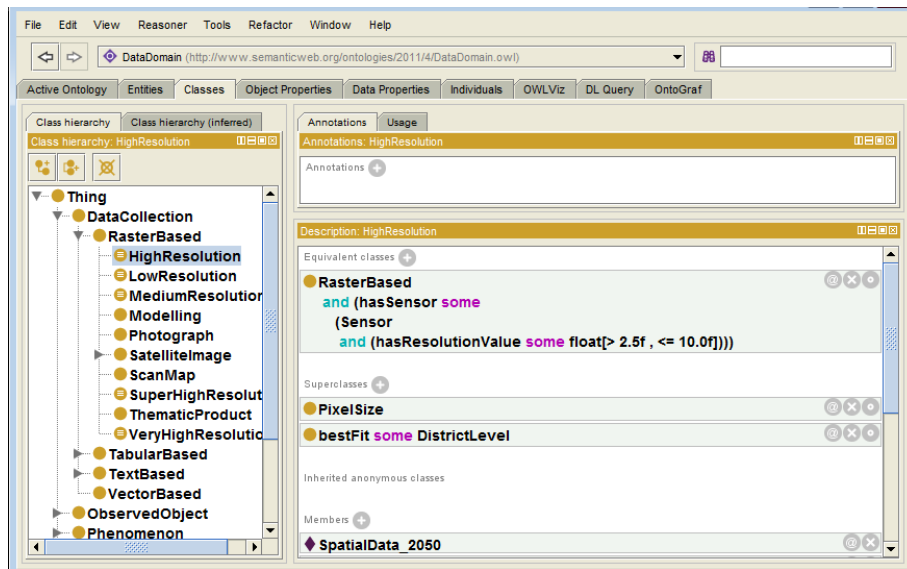 File Edit View Reasoner Tools Refactor Window Help
DataDomain (http://www.semanticweb.org/ontologies/2011/4/DataDomain.owl)
Active Ontology Entities Classes Object Properties Data Properties Individuals OWLViz DL Query OntoGraf
Class hierarchy Class hierarchy (inferred)
Class hierarchy: HighResolution
Thing
DataCollection
RasterBased
HighResolution
LowResolution
MediumResolution
Modelling
Photograph
SatelliteImage
ScanMap
SuperHighResolut
ThematicProduct
VeryHighResolutio
TabularBased
TextBased
VectorBased
ObservedObject
Phenomenon
Annotations Usage
Annotations: HighResolution
Annotations
Description: HighResolution
Equivalent classes
RasterBased
and (hasSensor some
(Sensor
and (hasResolutionValue some float[> 2.5f , <= 10.0f])))
Superclasses
PixelSize
bestFit some DistrictLevel
Inherited anonymous classes
Members
SpatialData_2050